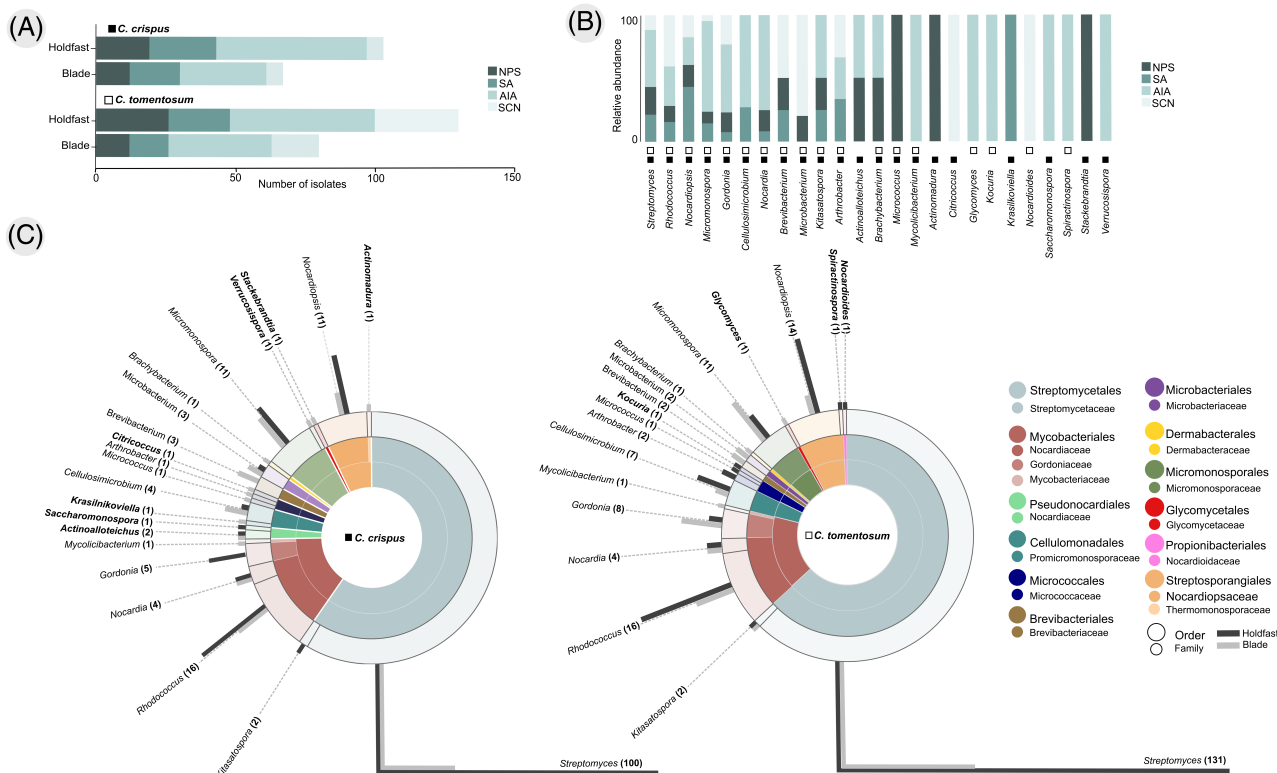 (A)
C. crispus
Holdfast
Blade
C. tomentosum
Holdfast
Blade
0
50
100
150
Number of isolates
NPS
SA
AIA
SCN
(B)
100
Relative abundance
0
NPS
SA
AIA
SCN
Streptomyces
Rhodococcus
Nocardiopsis
Micromonospora
Gordonia
Cellulosimicrobium
Nocardia
Brevibacterium
Microbacterium
Kitasatospora
Arthrobacter
Actinoalloteichus
Brachybacterium
Micrococcus
Mycolicibacterium
Actinomadura
Citricoccus
Glycomyces
Kocuria
Krasilkoviella
Nocardioides
Saccharomonospora
Spiractinospora
Stackebrandtia
Verrucosispora
(C)
Actinomadura (1)
Nocardiopsis (11)
Stackebrandtia (1)
Verrucosispora (1)
Micromonospora (11)
Brachybacterium (1)
Microbacterium (3)
Brevibacterium (3)
Citricoccus (1)
Arthrobacter (1)
Micrococcus (1)
Cellulosimicrobium (4)
Krasilnikoviella (1)
Saccharomonospora (1)
Actinoalloteichus (2)
Mycolicibacterium (1)
Gordonia (5)
Nocardia (4)
Rhodococcus (16)
Kitasatospora (2)
Streptomyces (100)
C. crispus
Nocardioides (1)
Spiractinospora (1)
Nocardiopsis (14)
Glycomyces (1)
Micromonospora (11)
Brachybacterium (1)
Microbacterium (2)
Brevibacterium (2)
Kocuria (1)
Micrococcus (1)
Arthrobacter (2)
Cellulosimicrobium (7)
Mycolicibacterium (1)
Gordonia (8)
Nocardia (4)
Rhodococcus (16)
Kitasatospora (2)
Streptomyces (131)
C. tomentosum
Streptomycetales
Streptomycetaceae
Mycobacteriales
Nocardiaceae
Gordoniaceae
Mycobacteriaceae
Pseudonocardiales
Nocardiaceae
Cellulomonadales
Promicromonosporaceae
Micrococcales
Micrococcaceae
Brevibacteriales
Brevibacteriaceae
Microbacteriales
Microbacteriaceae
Dermabacterales
Dermabacteraceae
Micromonosporales
Micromonosporaceae
Glycomycetales
Glycomycetaceae
Propionibacteriales
Nocardioidaceae
Streptosporangiales
Nocardiopsaceae
Thermomonosporaceae
Order
Family
Holdfast
Blade